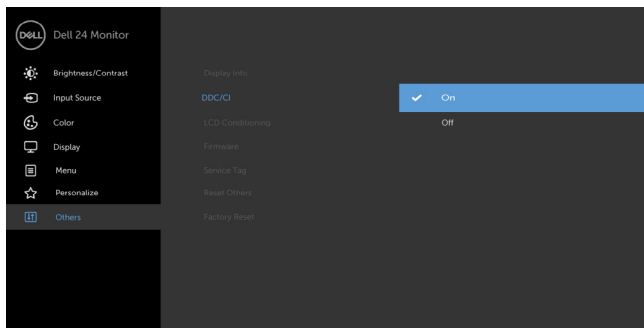 DELL Dell 24 Monitor
Brightness/Contrast
Display Info
Input Source
DDC/CI
On
Color
LCD Conditioning
Off
Display
Firmware
Menu
Service Tag
Personalize
Reset Others
Others
Factory Reset